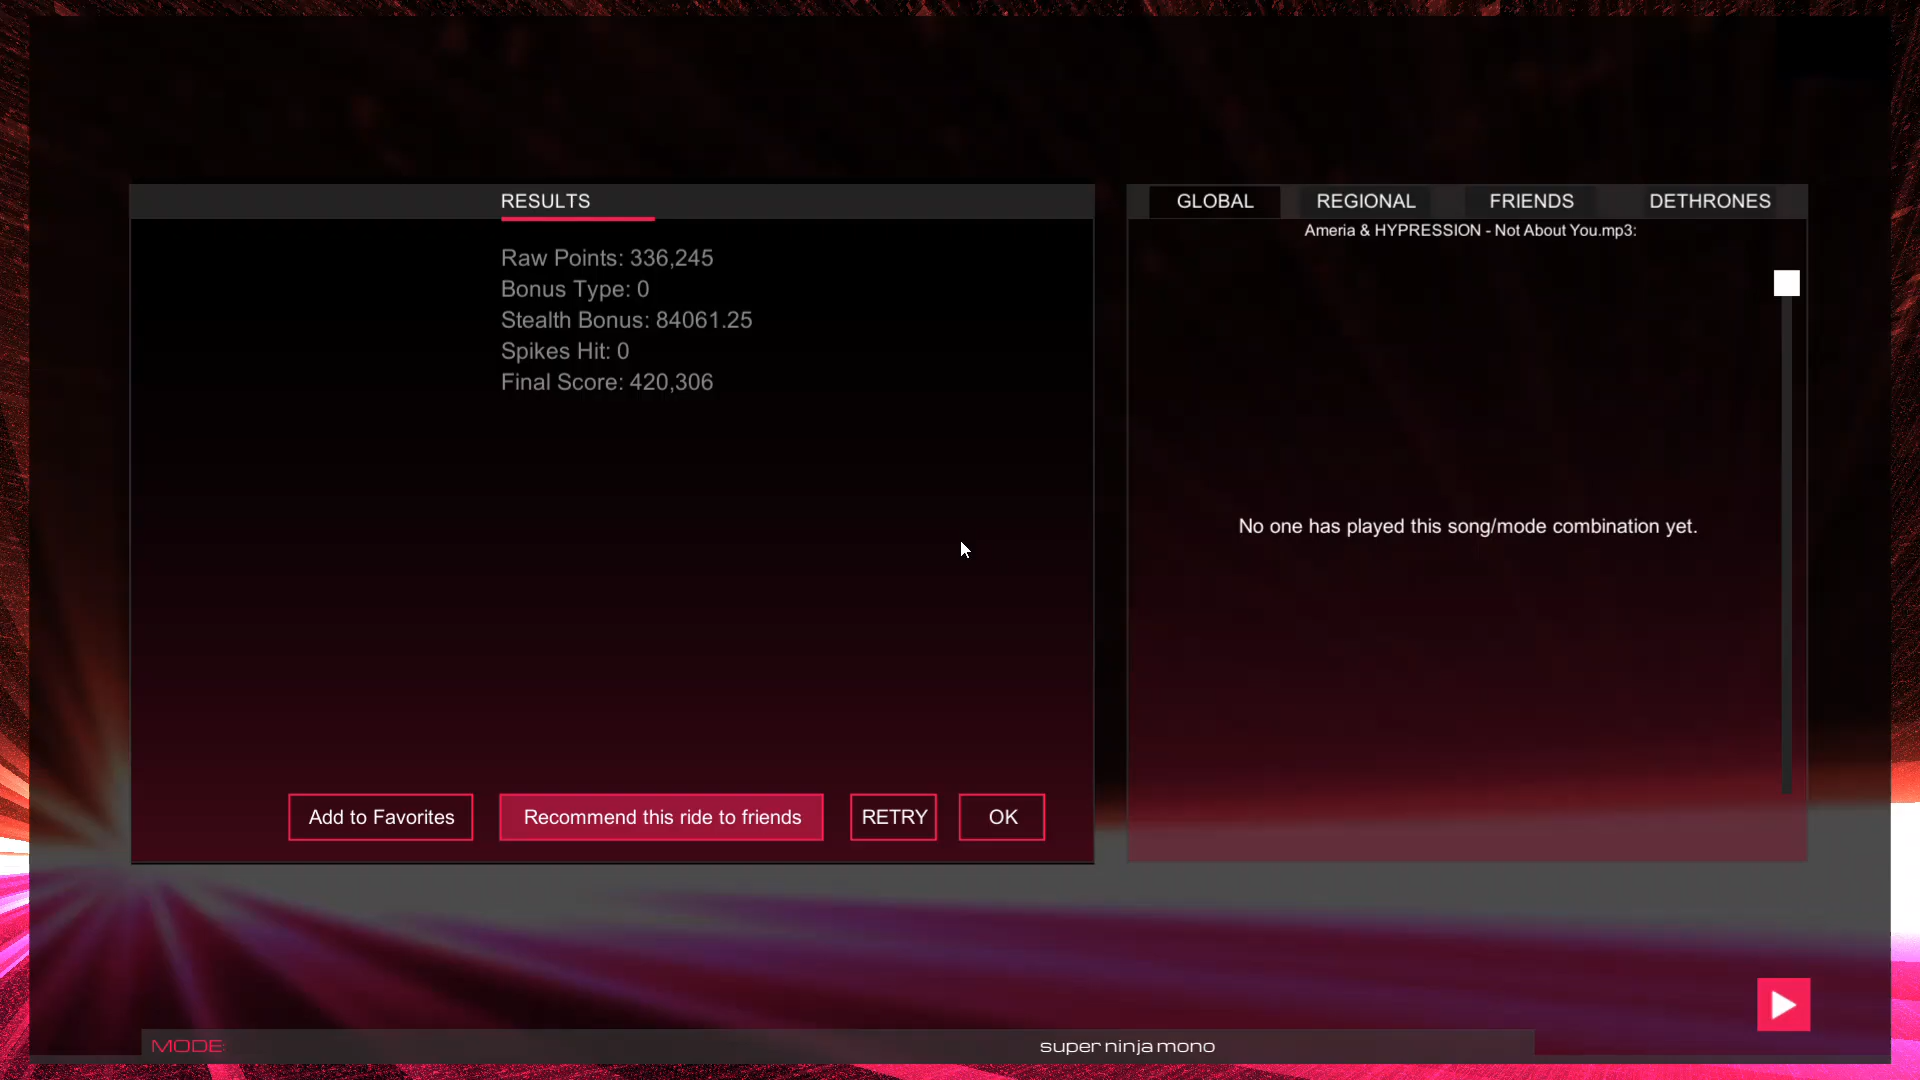 RESULTS
Raw Points: 336,245
Bonus Type: 0
Stealth Bonus: 84061.25
Spikes Hit: 0
Final Score: 420,306
Add to Favorites
Recommend this ride to friends
RETRY
OK
GLOBAL REGIONAL FRIENDS DETHRONES
Ameria & HYPRESSION - Not About You.mp3:
No one has played this song/mode combination yet.
MODE: super ninja mono